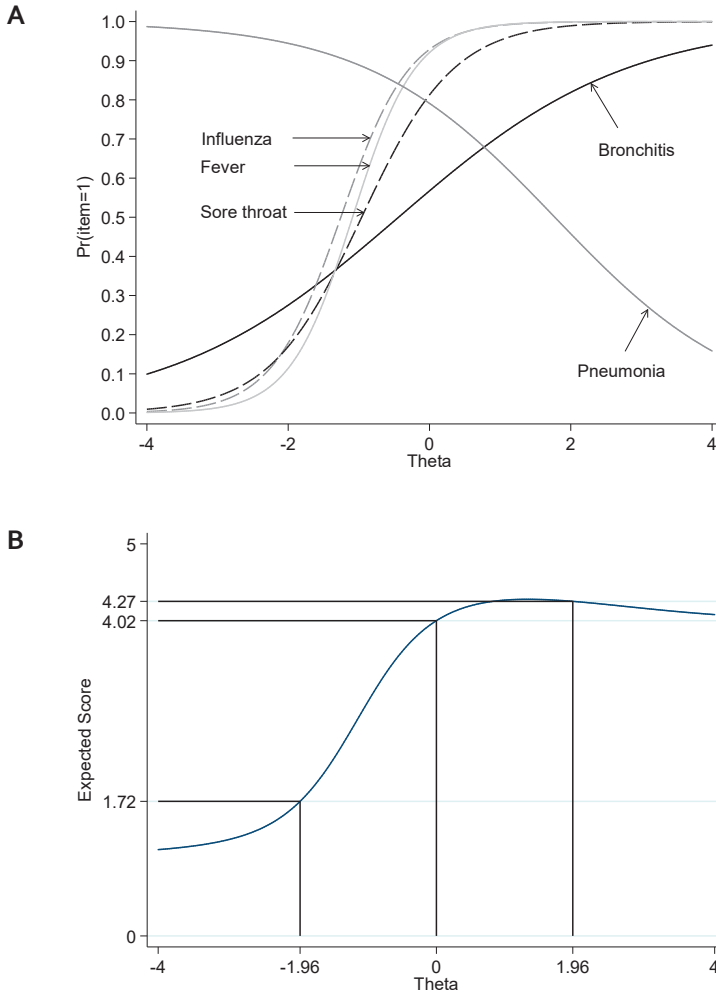 A
Pr(item=1)
1.0
0.9
0.8
0.7
0.6
0.5
0.4
0.3
0.2
0.1
0.0
Influenza
Fever
Sore throat
Bronchitis
Pneumonia
-4
-2
0
2
4
Theta
B
Expected Score
5
4.27
4.02
1.72
0
-4
-1.96
0
1.96
4
Theta